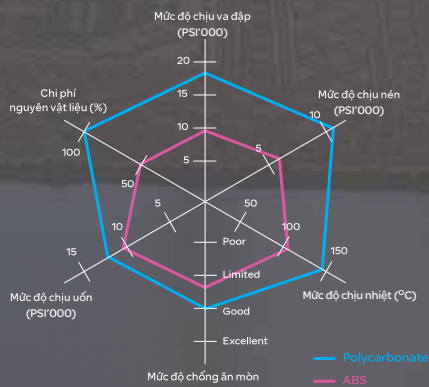 Mức độ chịu va đập
(PSI'000)
20
15
10
5
Mức độ chịu nén
(PSI'000)
10
5
Chi phí
nguyên vật liệu (%)
100
50
5
10
15
Mức độ chịu uốn
(PSI'000)
50
100
150
Mức độ chịu nhiệt (°C)
Poor
Limited
Good
Excellent
Mức độ chống ăn mòn
Polycarbonate
ABS